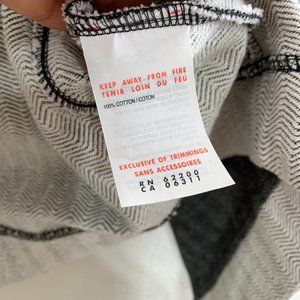 KEEP AWAY FROM FIRE
TENIR LOIN DU FEU
100% COTTON / COTON
EXCLUSIVE OF TRIMMINGS
SANS ACCESSOIRES
RN 62200
CA 06311